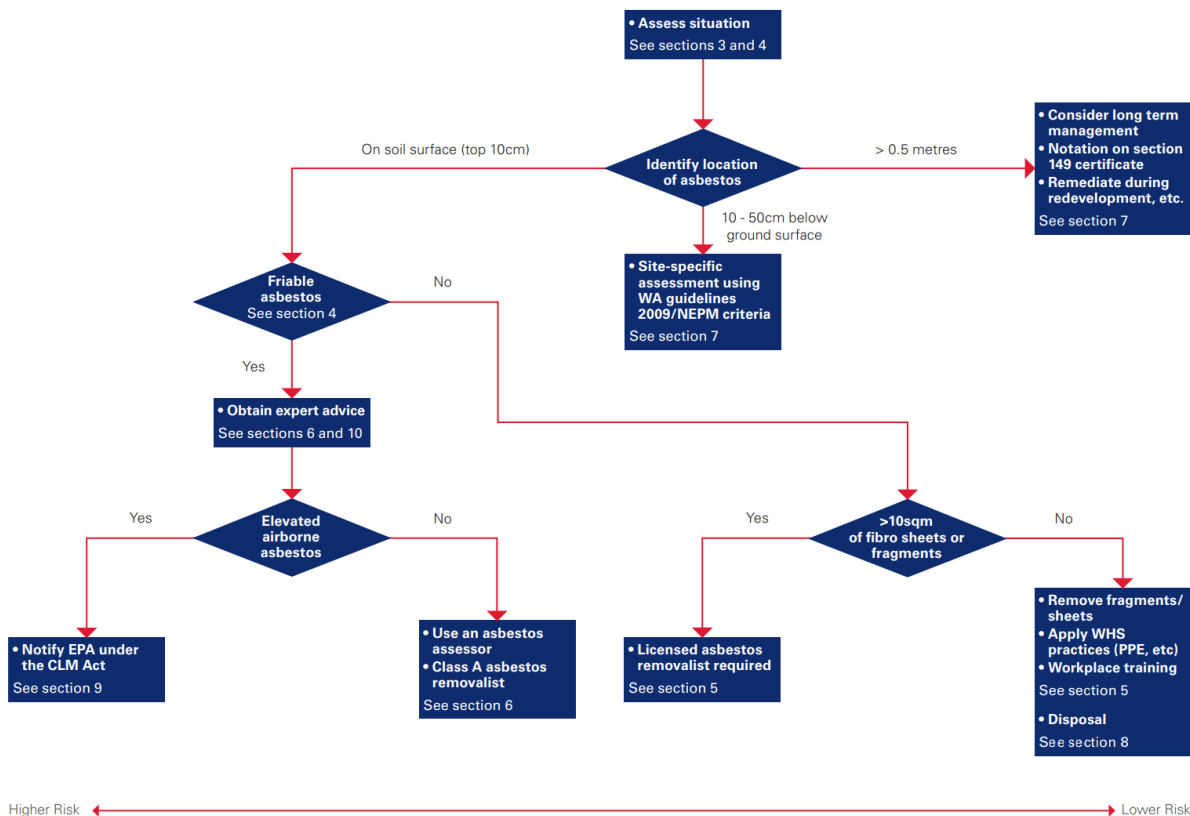 • Assess situation
See sections 3 and 4
On soil surface (top 10cm)
Identify location
of asbestos
> 0.5 metres
• Consider long term
management
• Notation on section
149 certificate
• Remediate during
redevelopment, etc.
See section 7
10 - 50cm below
ground surface
• Site-specific
assessment using
WA guidelines
2009/NEPM criteria
See section 7
Friable
asbestos
See section 4
No
Yes
• Obtain expert advice
See sections 6 and 10
Yes
Elevated
airborne
asbestos
No
Yes
>10sqm
of fibro sheets or
fragments
No
• Notify EPA under
the CLM Act
See section 9
• Use an asbestos
assessor
• Class A asbestos
removalist
See section 6
• Licensed asbestos
removalist required
See section 5
• Remove fragments/
sheets
• Apply WHS
practices (PPE, etc)
• Workplace training
See section 5
• Disposal
See section 8
Higher Risk
Lower Risk